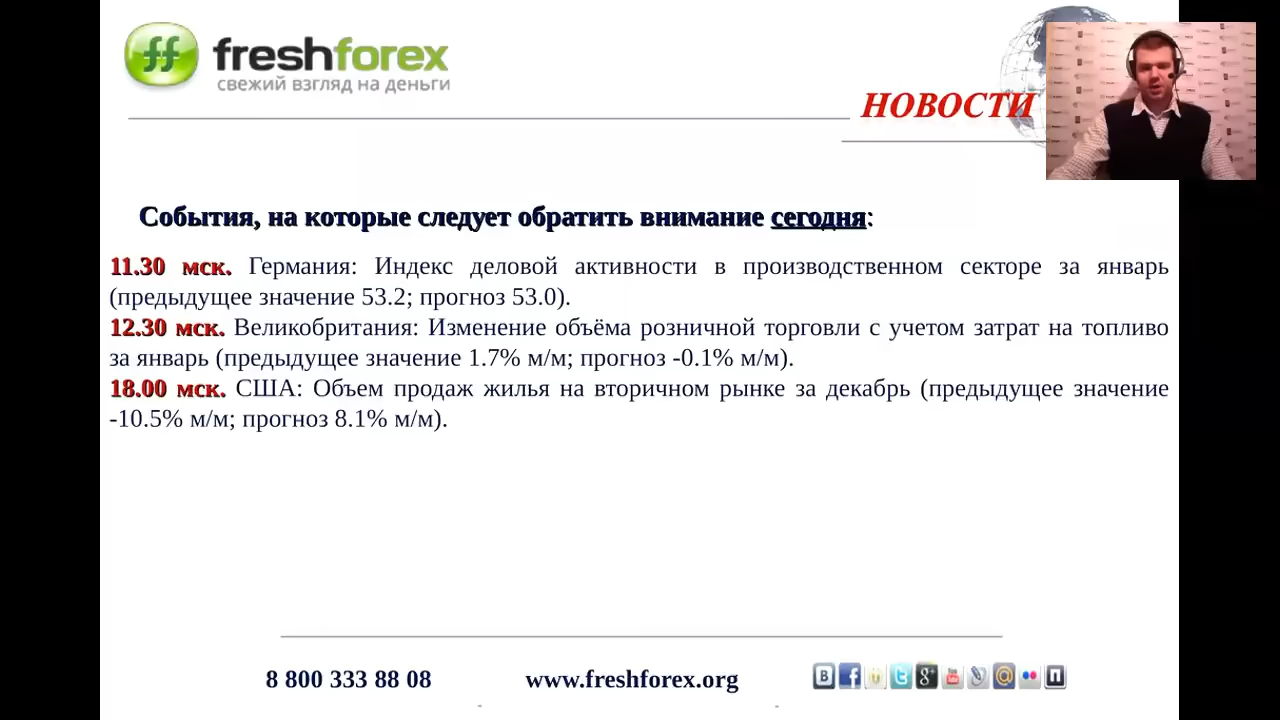 freshforex
свежий взгляд на деньги
НОВОСТИ
События, на которые следует обратить внимание сегодня:
11.30 мск. Германия: Индекс деловой активности в производственном секторе за январь
(предыдущее значение 53.2; прогноз 53.0).
12.30 мск. Великобритания: Изменение объёма розничной торговли с учетом затрат на топливо
за январь (предыдущее значение 1.7% м/м; прогноз -0.1% м/м).
18.00 мск. США: Объем продаж жилья на вторичном рынке за декабрь (предыдущее значение
-10.5% м/м; прогноз 8.1% м/м).
8 800 333 88 08 www.freshforex.org